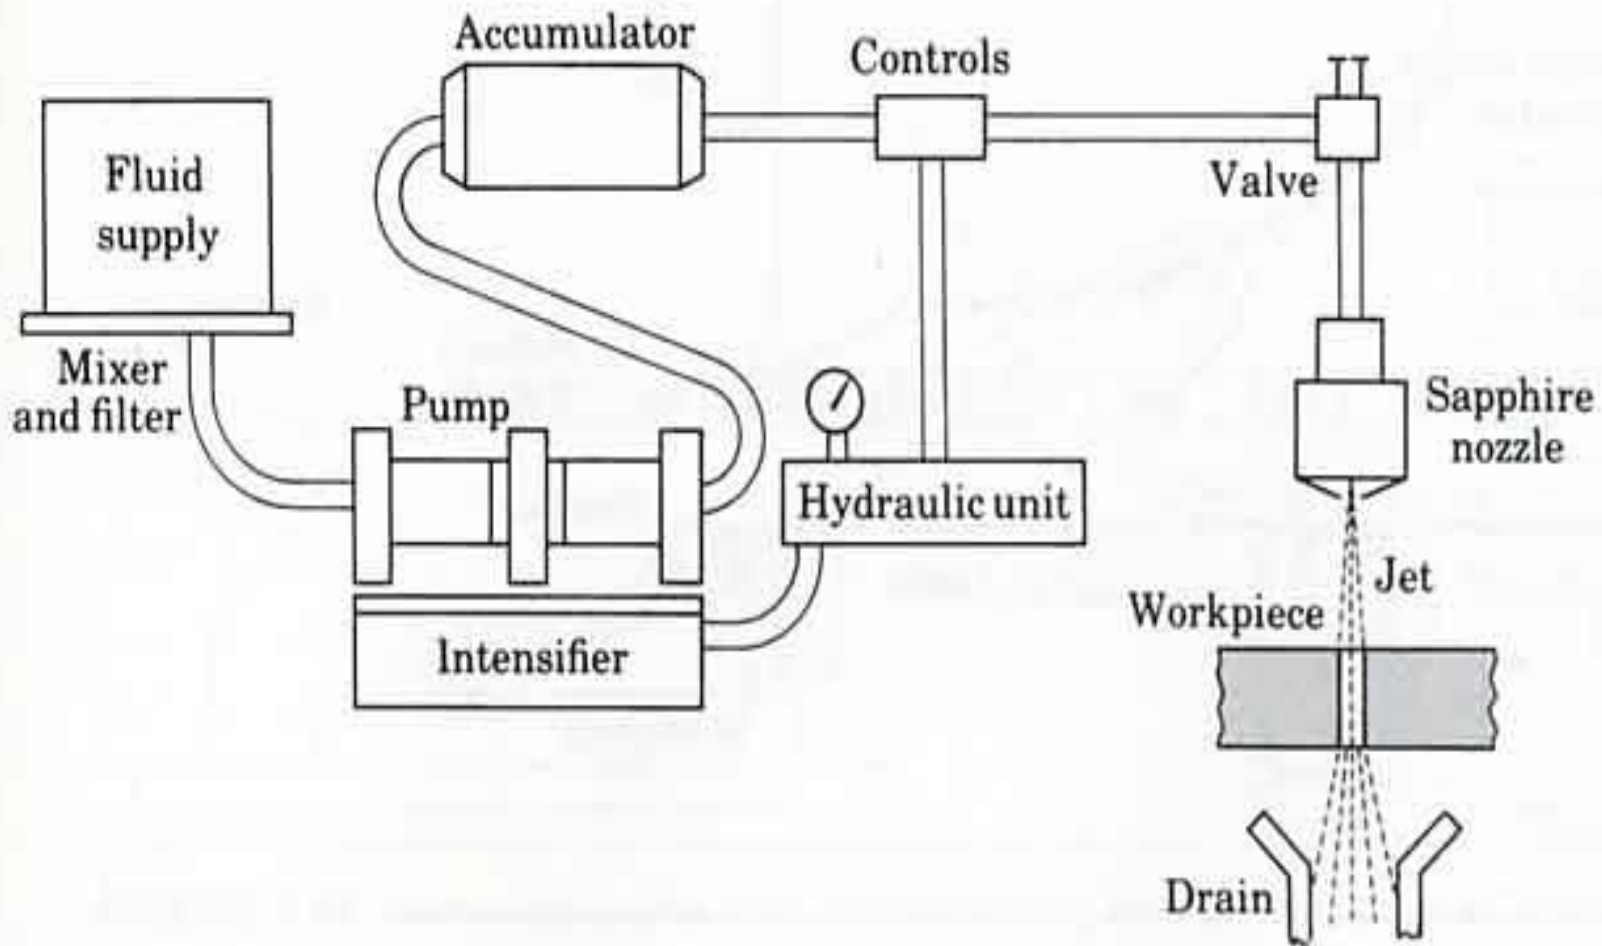 Accumulator
Controls
Fluid
supply
Valve
Mixer
and filter
Pump
Sapphire
nozzle
Hydraulic unit
Jet
Workpiece
Intensifier
Drain